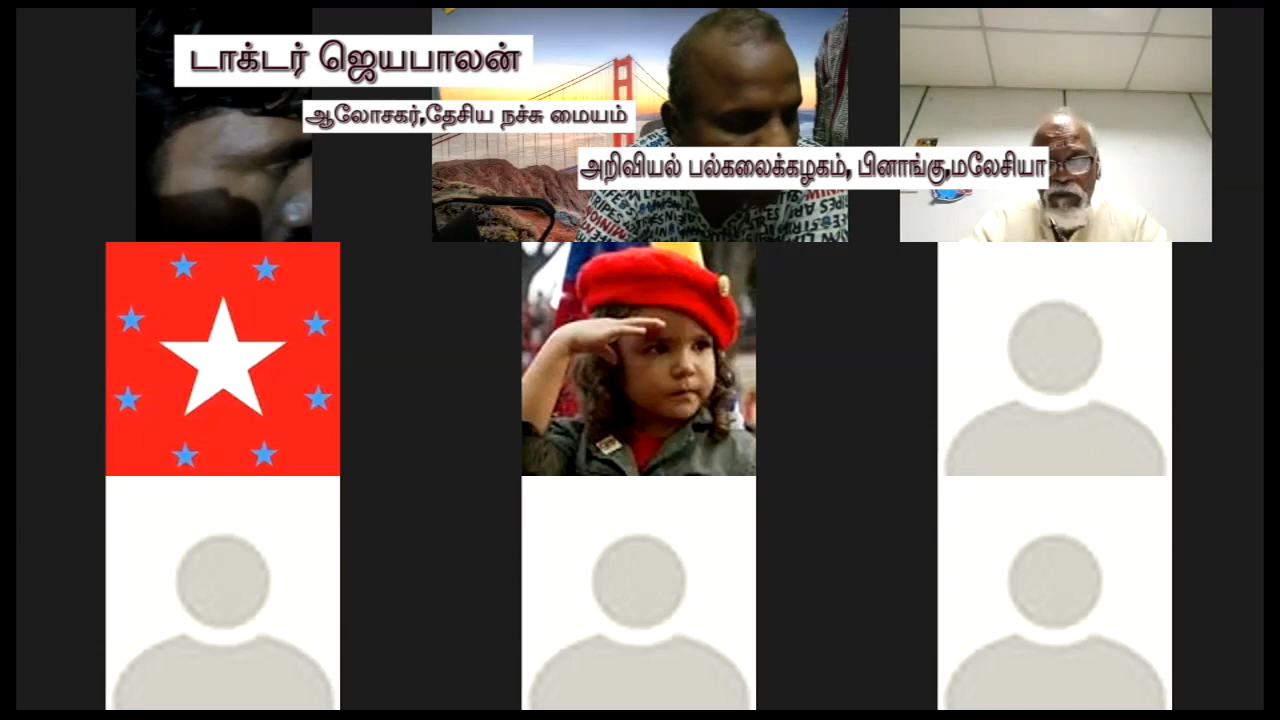 டாக்டர் ஜெயபாலன்
ஆலோசகர்,தேசிய நச்சு மையம்
அறிவியல் பல்கலைக்கழகம், பினாங்கு,மலேசியா